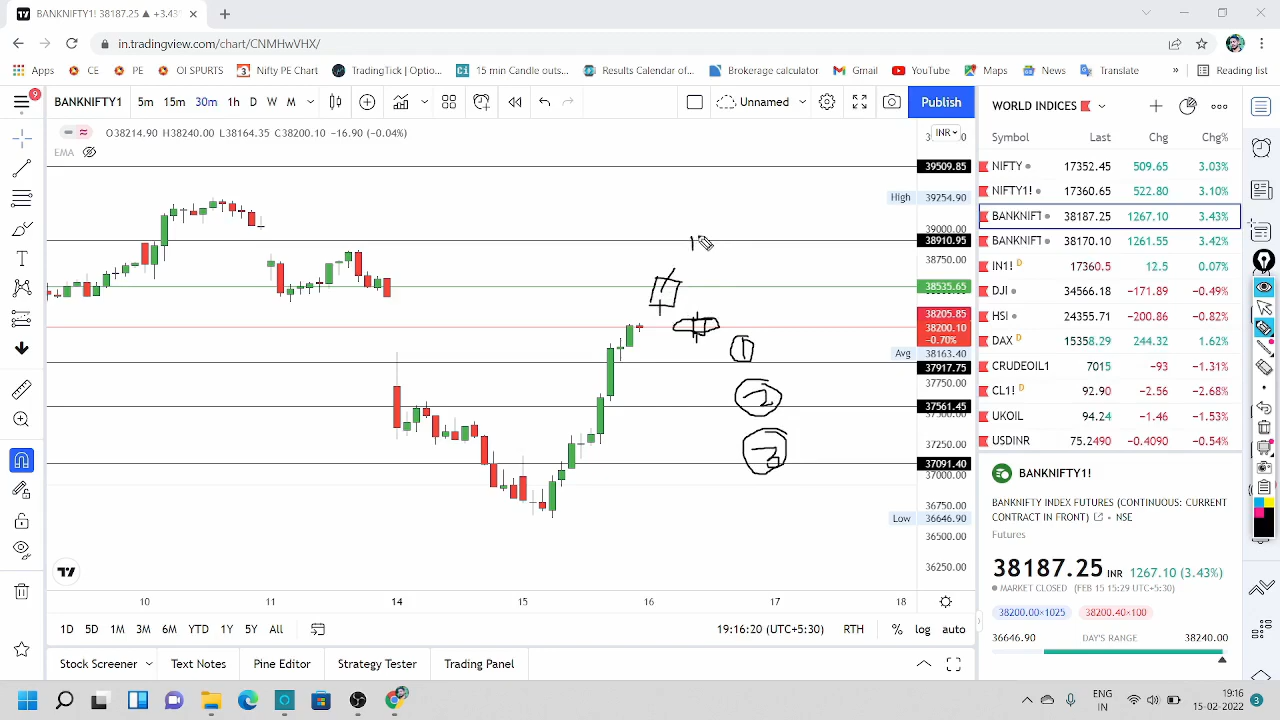 BANKNIFTY1! 38187.25 ▲ +3.43%
in.tradingview.com/chart/CNMHwVHX/
Apps CE PE OI SPURTS Nifty PE Chart TradingTick | Optio... 15 min Candle outs... Results Calendar of... Brokerage calculator Gmail YouTube Maps News Translate » Reading list
9
BANKNIFTY1 5m 15m 30m 1h D W M Unnamed Publish
O38214.90 H38240.00 L38164.35 C38200.10 -16.90 (-0.04%)
EMA
INR
39509.85
High 39254.90
39000.00
38910.95
38750.00
38535.65
38205.85
38200.10
-0.70%
Avg 38163.40
37917.75
37750.00
37561.45
37500.00
37250.00
37091.40
37000.00
36750.00
Low 36646.90
36500.00
36250.00
1
2
3
10 11 14 15 16 17 18
1D 5D 1M 3M 6M YTD 1Y 5Y All 19:16:20 (UTC+5:30) RTH % log auto
Stock Screener Text Notes Pine Editor Strategy Tester Trading Panel
WORLD INDICES
Symbol Last Chg Chg%
NIFTY 17352.45 509.65 3.03%
NIFTY1! 17360.65 522.80 3.10%
BANKNIFT 38187.25 1267.10 3.43%
BANKNIFT 38170.10 1261.55 3.42%
IN1! D 17360.5 12.5 0.07%
DJI 34566.18 -171.89 -0.49%
HSI 24355.71 -200.86 -0.82%
DAX D 15358.29 244.32 1.62%
CRUDEOIL1 7015 -93 -1.31%
CL1! D 92.90 -2.56 -2.68%
UKOIL 94.24 -1.46 -1.53%
USDINR 75.2490 -0.4090 -0.54%
BANKNIFTY1!
BANKNIFTY INDEX FUTURES (CONTINUOUS: CURRENT
CONTRACT IN FRONT) • NSE
Futures
38187.25 INR 1267.10 (3.43%)
MARKET CLOSED (FEB 15 15:29 UTC+5:30)
38200.00×1025 38200.40×100
36646.90 DAY'S RANGE 38240.00
ENG
IN
19:16
15-02-2022
3